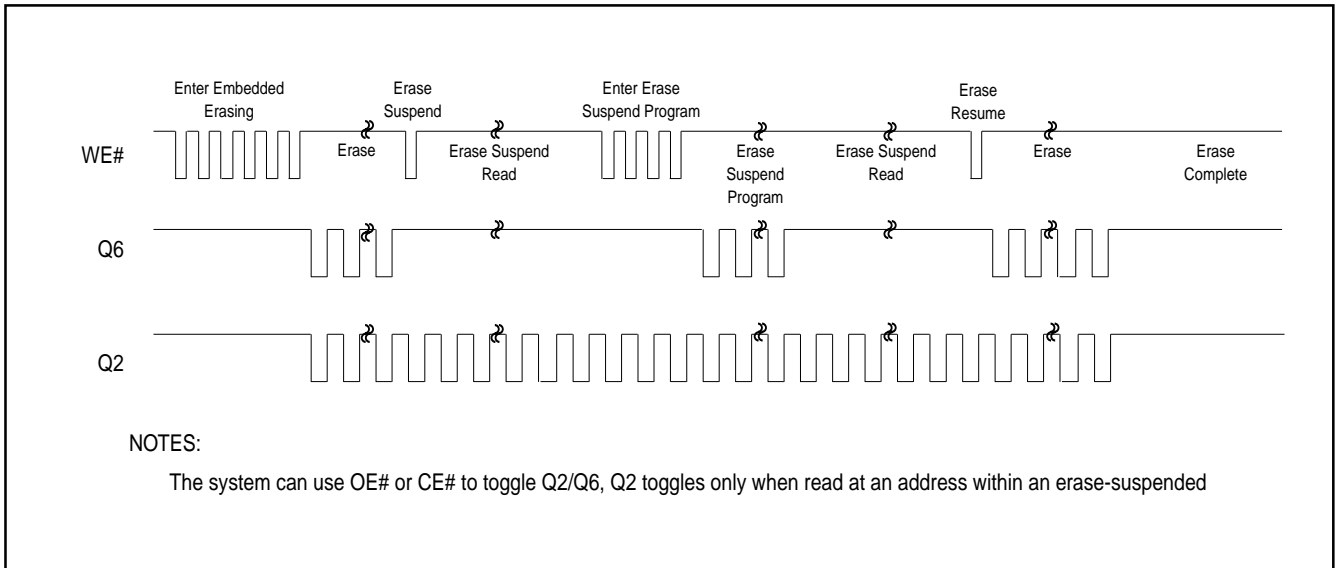 Enter Embedded
Erasing
Erase
Suspend
Enter Erase
Suspend Program
Erase
Resume
WE#
Erase
Erase Suspend
Read
Erase
Suspend
Program
Erase Suspend
Read
Erase
Erase
Complete
Q6
Q2
NOTES:
The system can use OE# or CE# to toggle Q2/Q6, Q2 toggles only when read at an address within an erase-suspended